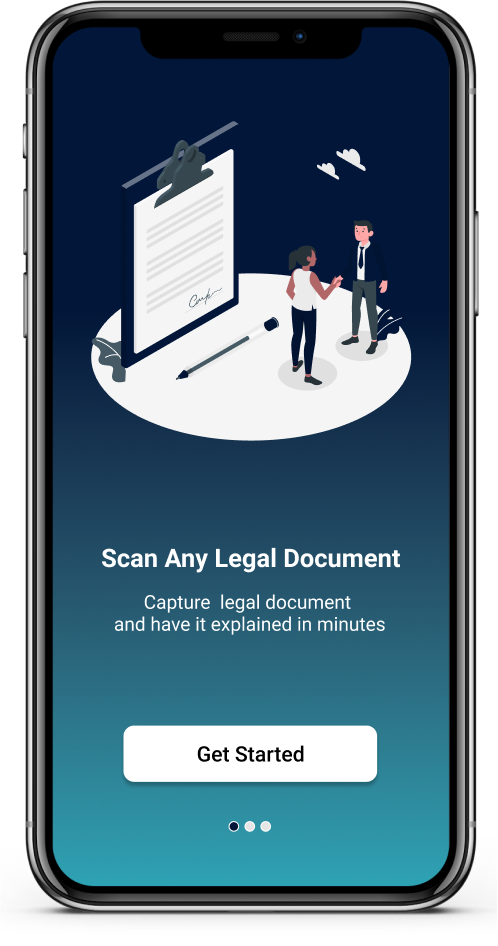 Scan Any Legal Document
Capture  legal document
and have it explained in minutes
Get Started